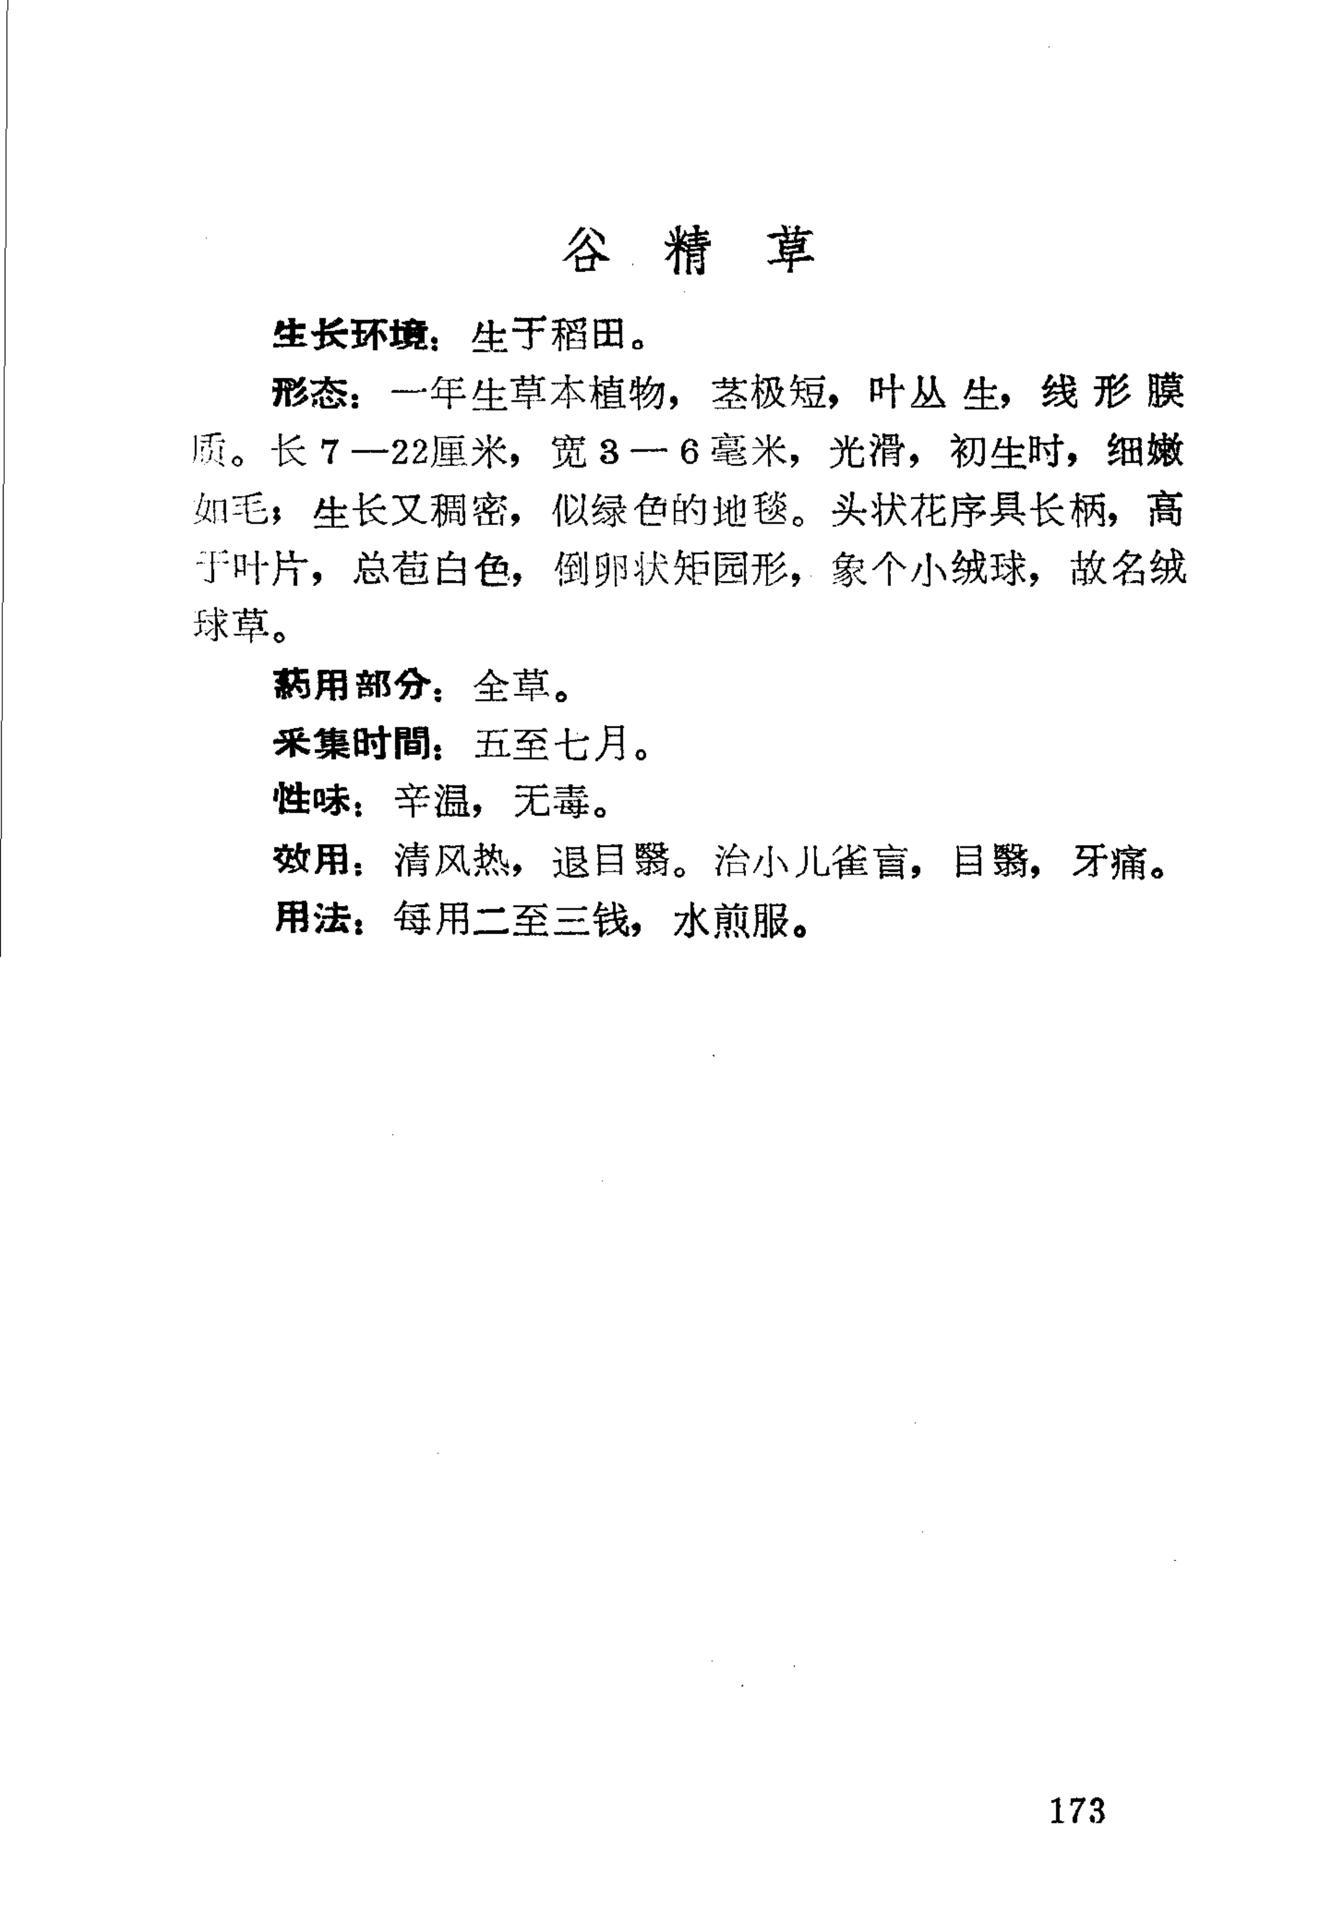 谷精草
生长环境：生于稻田。
形态：一年生草本植物，茎极短，叶丛生，线形膜
质。长7—22厘米，宽3—6毫米，光滑，初生时，细嫩
如毛；生长又稠密，似绿色的地毯。头状花序具长柄，高
于叶片，总苞白色，倒卵状矩园形，象个小绒球，故名绒
球草。
药用部分：全草。
采集时間：五至七月。
性味：辛温，无毒。
效用：清风热，退目翳。治小儿雀盲，目翳，牙痛。
用法：每用二至三钱，水煎服。
173